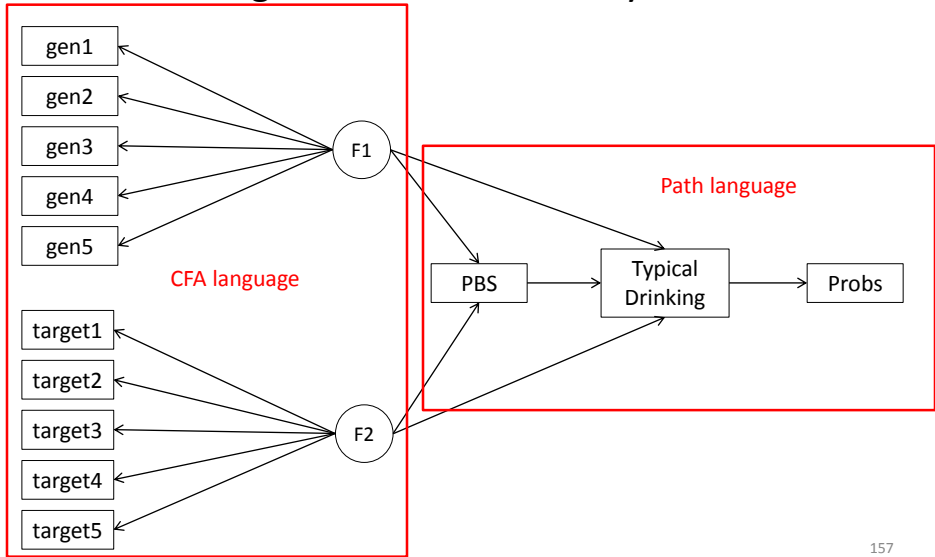 gen1
gen2
gen3
gen4
gen5
F1
CFA language
target1
target2
target3
target4
target5
F2
Path language
PBS
Typical
Drinking
Probs
157